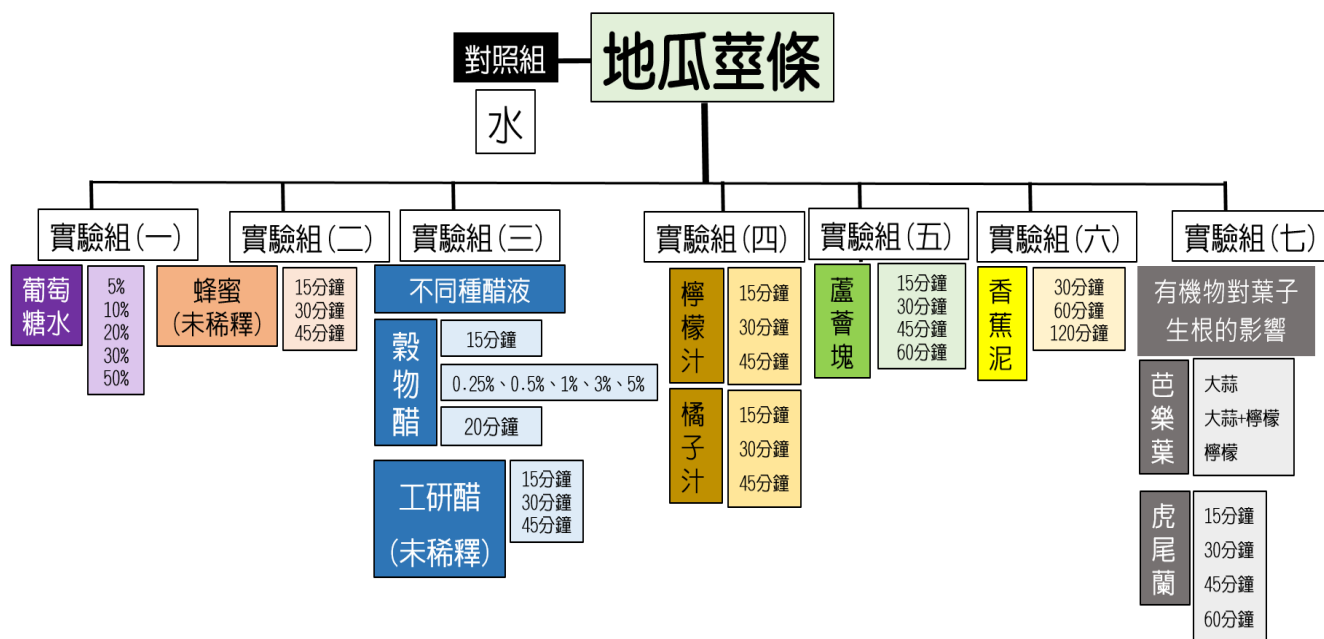 對照組
地瓜莖條
水
實驗組(一)
葡萄
糖水
5%
10%
20%
30%
50%
實驗組(二)
蜂蜜
(未稀釋)
15分鐘
30分鐘
45分鐘
實驗組(三)
不同種醋液
穀物醋
15分鐘
0.25%、0.5%、1%、3%、5%
20分鐘
工研醋
(未稀釋)
15分鐘
30分鐘
45分鐘
實驗組(四)
檸檬汁
15分鐘
30分鐘
45分鐘
橘子汁
15分鐘
30分鐘
45分鐘
實驗組(五)
蘆薈塊
15分鐘
30分鐘
45分鐘
60分鐘
實驗組(六)
香蕉泥
30分鐘
60分鐘
120分鐘
實驗組(七)
有機物對葉子
生根的影響
芭樂葉
大蒜
大蒜+檸檬
檸檬
虎尾蘭
15分鐘
30分鐘
45分鐘
60分鐘